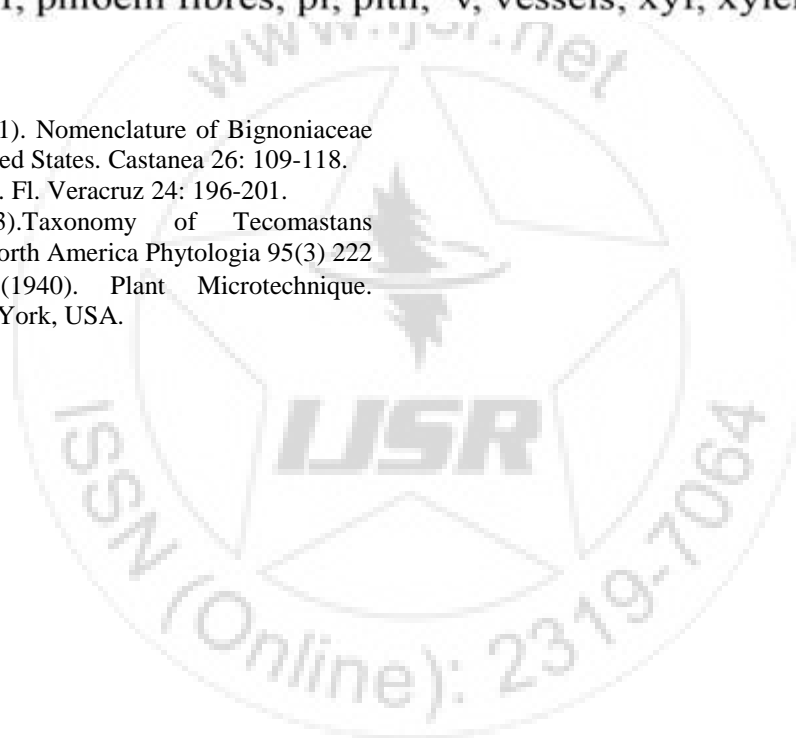 phloem fibres; pi, pith; v, vessels; xyf, xyle
www.ijsr.net
1). Nomenclature of Bignoniaceae
ed States. Castanea 26: 109-118.
. Fl. Veracruz 24: 196-201.
3).Taxonomy of Tecomastans
orth America Phytologia 95(3) 222
(1940). Plant Microtechnique.
York, USA.
IJSR
ISSN (Online): 2319-7064